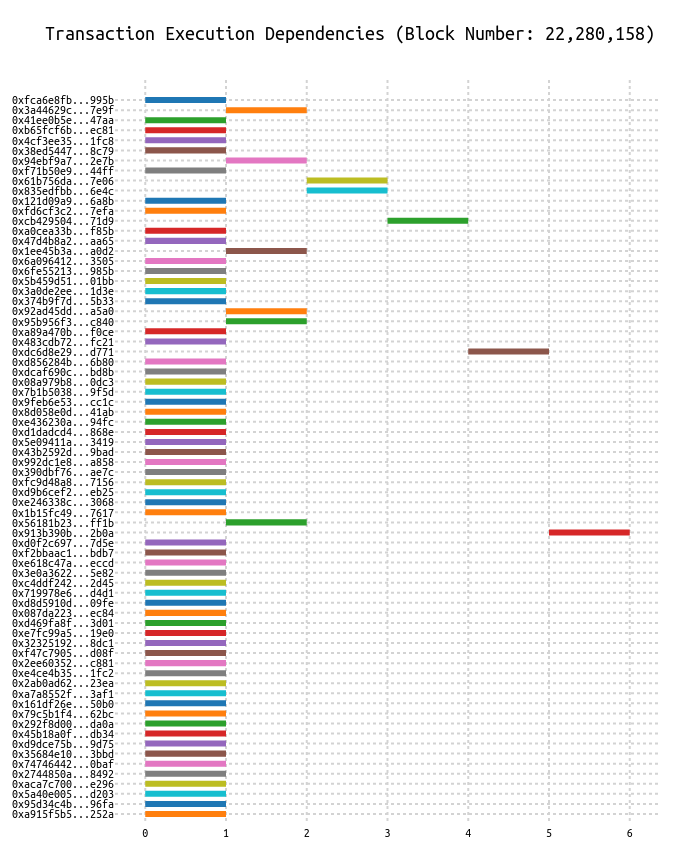 Transaction Execution Dependencies (Block Number: 22,280,158)
0xfca6e8fb...995b
0x3a44629c...7e9f
0x41ee0b5e...47aa
0xb65fcf6b...ec81
0x4cf3ee35...1fc8
0x38ed5447...8c79
0x94ebf9a7...2e7b
0xf71b50e9...44ff
0x61b756da...7e06
0x835edfbb...6e4c
0x121d09a9...6a8b
0xfd6cf3c2...7efa
0xcb429504...71d9
0xa0cea33b...f85b
0x47d4b8a2...aa65
0x1ee45b3a...a0d2
0x6a096412...3505
0x6fe55213...985b
0x5b459d51...01bb
0x3a0de2ee...1d3e
0x374b9f7d...5b33
0x92ad45dd...a5a0
0x95b956f3...c840
0xa89a470b...f0ce
0x483cdb72...fc21
0xdc6d8e29...d771
0xd856284b...6b80
0xdcaf690c...bd8b
0x08a979b8...0dc3
0x7b1b5038...9f5d
0x9feb6e53...cc1c
0x8d058e0d...41ab
0xe436230a...94fc
0xd1dadcd4...868e
0x5e09411a...3419
0x43b2592d...9bad
0x992dc1e8...a858
0x390dbf76...ae7c
0xfc9d48a8...7156
0xd9b6cef2...eb25
0xe246338c...3068
0x1b15fc49...7617
0x56181b23...ff1b
0x913b390b...2b0a
0xd0f2c697...7d5e
0xf2bbaac1...bdb7
0xe618c47a...eccd
0x3e0a3622...5e82
0xc4ddf242...2d45
0x719978e6...d4d1
0xd8d5910d...09fe
0x087da223...ec84
0xd469fa8f...3d01
0xe7fc99a5...19e0
0x32325192...8dc1
0xf47c7905...d08f
0x2ee60352...c881
0xe4ce4b35...1fc2
0x2ab0ad62...23ea
0xa7a8552f...3af1
0x161df26e...50b0
0x79c5b1f4...62bc
0x292f8d00...da0a
0x45b18a0f...db34
0xd9dce75b...9d75
0x35684e10...3bbd
0x74746442...0baf
0x2744850a...8492
0xaca7c700...e296
0x5a40e005...d203
0x95d34c4b...96fa
0xa915f5b5...252a
0 1 2 3 4 5 6